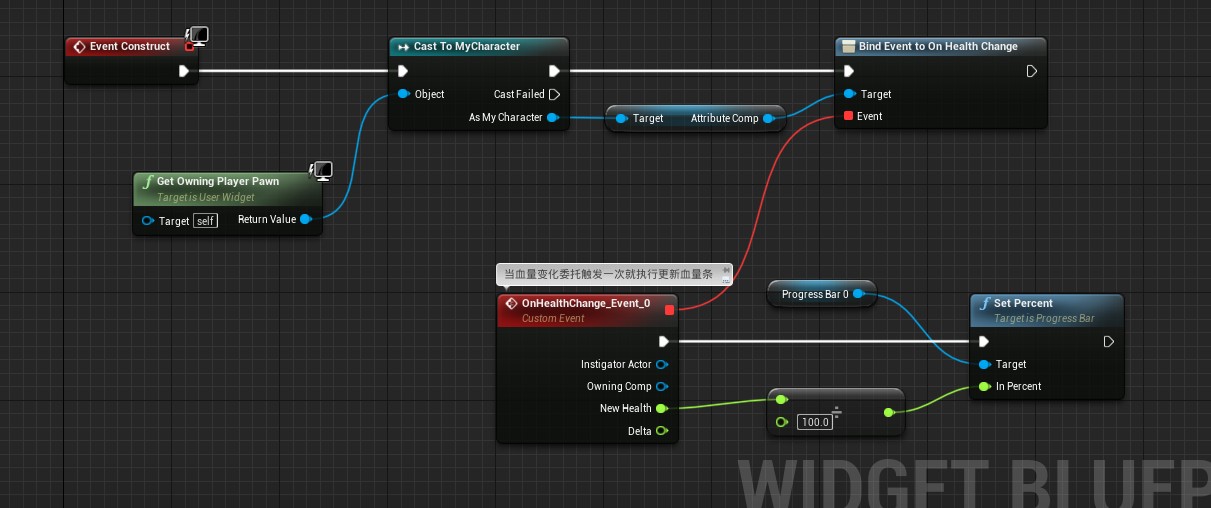 Event Construct
Cast To MyCharacter
Object
Cast Failed
As My Character
Target
Attribute Comp
Bind Event to On Health Change
Target
Event
Get Owning Player Pawn
Target is User Widget
Target
self
Return Value
当血量变化委托触发一次就执行更新血量条
OnHealthChange_Event_0
Custom Event
Instigator Actor
Owning Comp
New Health
Delta
Progress Bar 0
÷
100.0
Set Percent
Target is Progress Bar
Target
In Percent